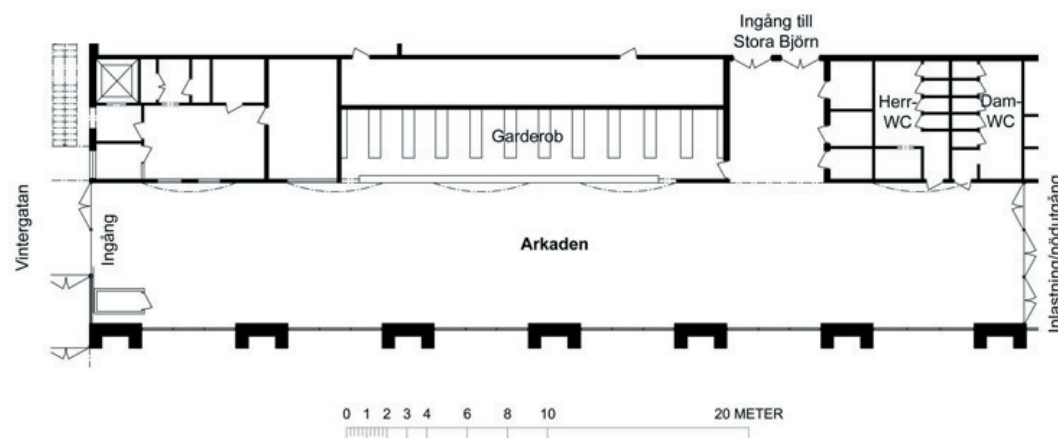 Ingång till
Stora Björn
Herr-
WC
Dam-
WC
Garderob
Vintergatan
Ingång
Arkaden
Inlastning/nödutgång
0 1 2 3 4 6 8 10 20 METER